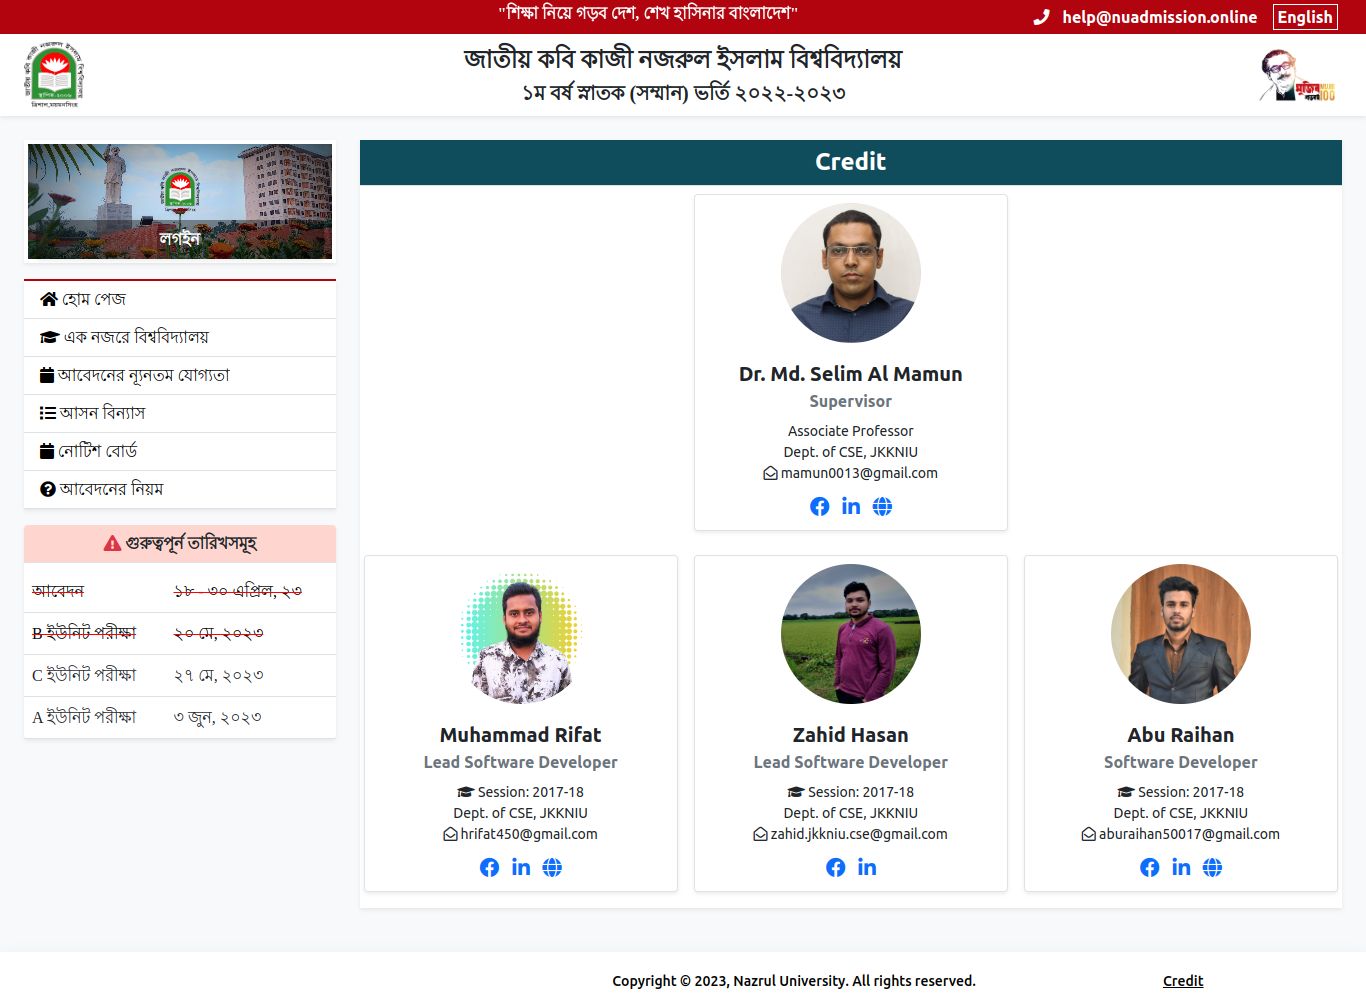 "শিক্ষা নিয়ে গড়ব দেশ, শেখ হাসিনার বাংলাদেশ"
help@nuadmission.online
English
জাতীয় কবি কাজী নজরুল ইসলাম বিশ্ববিদ্যালয়
১ম বর্ষ স্নাতক (সম্মান) ভর্তি ২০২২-২০২৩
লগইন
হোম পেজ
এক নজরে বিশ্ববিদ্যালয়
আবেদনের ন্যূনতম যোগ্যতা
আসন বিন্যাস
নোটিশ বোর্ড
আবেদনের নিয়ম
গুরুত্বপূর্ন তারিখসমূহ
আবেদন ১৮ - ৩০ এপ্রিল, ২৩
B ইউনিট পরীক্ষা ২০ মে, ২০২৩
C ইউনিট পরীক্ষা ২৭ মে, ২০২৩
A ইউনিট পরীক্ষা ৩ জুন, ২০২৩
Credit
Dr. Md. Selim Al Mamun
Supervisor
Associate Professor
Dept. of CSE, JKKNIU
mamun0013@gmail.com
Muhammad Rifat
Lead Software Developer
Session: 2017-18
Dept. of CSE, JKKNIU
hrifat450@gmail.com
Zahid Hasan
Lead Software Developer
Session: 2017-18
Dept. of CSE, JKKNIU
zahid.jkkniu.cse@gmail.com
Abu Raihan
Software Developer
Session: 2017-18
Dept. of CSE, JKKNIU
aburaihan50017@gmail.com
Copyright © 2023, Nazrul University. All rights reserved.
Credit